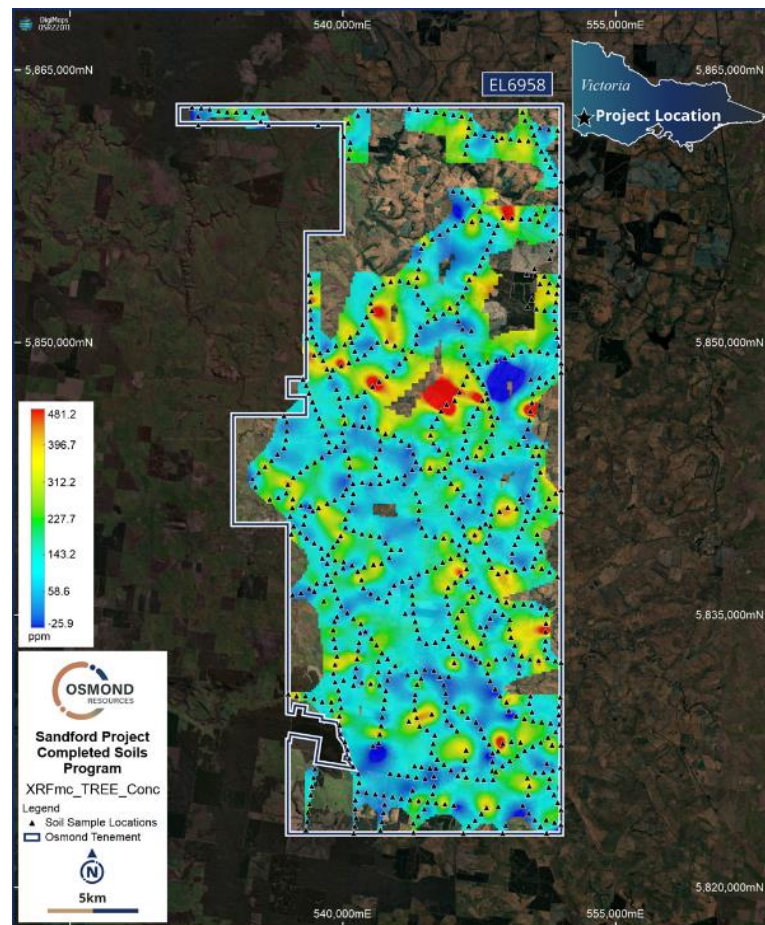 DigiMaps
540,000mE
555,000mE
5,865,000mN
EL6958
5,865,000mN
Victoria
Project Location
5,850,000mN
5,850,000mN
481.2
396.7
312.2
227.7
143.2
58.6
-25.9
ppm
5,835,000mN
OSMOND
RESOURCES
Sandford Project
Completed Soils
Program
XRFmc_TREE_Conc
Legend
Soil Sample Locations
Osmond Tenement
N
5km
5,820,000mN
540,000mE
555,000mE